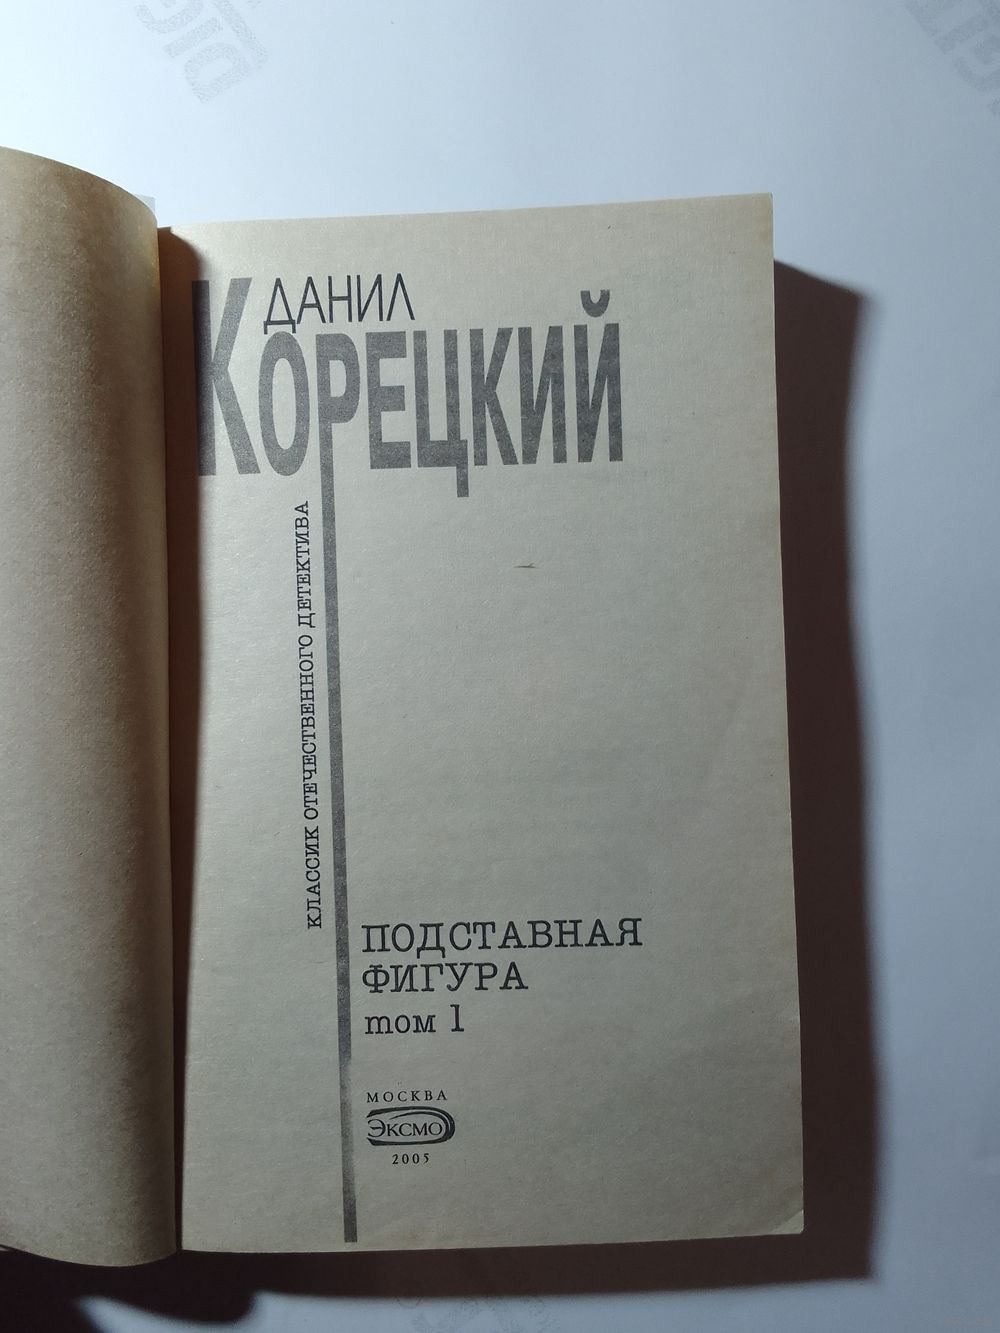 ДАНИЛ
КОРЕЦКИЙ
КЛАССИК ОТЕЧЕСТВЕННОГО ДЕТЕКТИВА
ПОДСТАВНАЯ
ФИГУРА
том 1
МОСКВА
ЭКСМО
2005